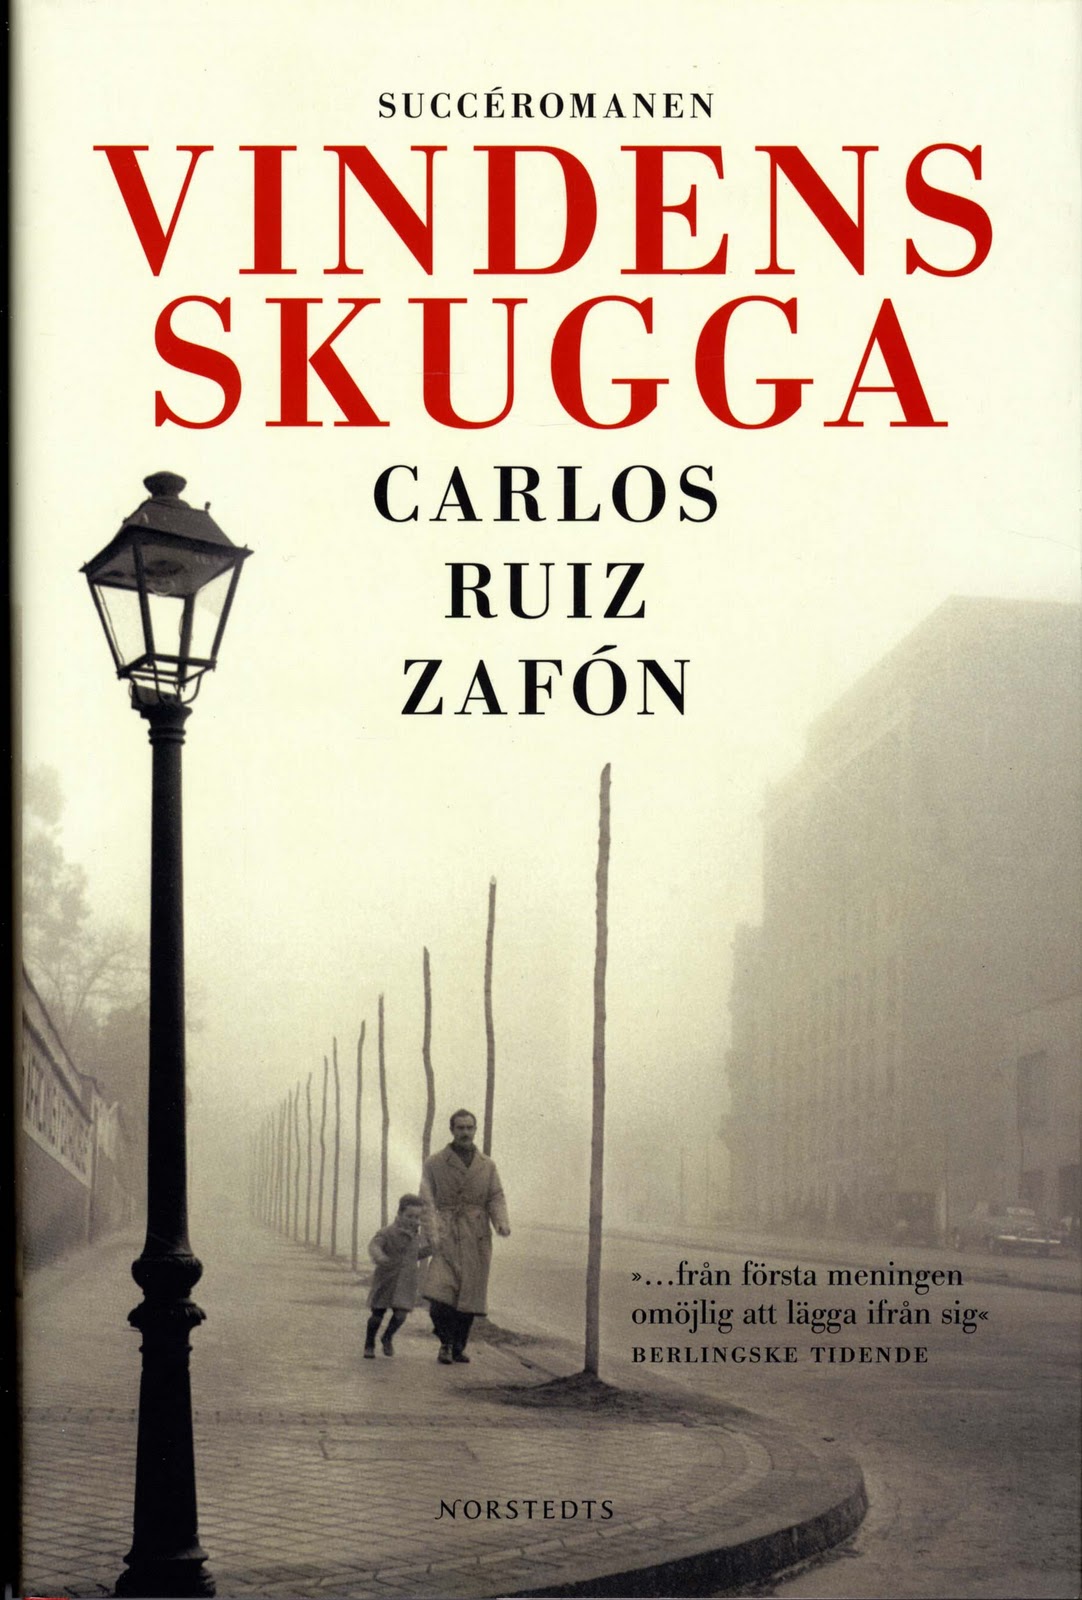 SUCCÉROMANEN
VINDENS
SKUGGA
CARLOS
RUIZ
ZAFÓN
»...från första meningen
omöjlig att lägga ifrån sig«
BERLINGSKE TIDENDE
NORSTEDTS